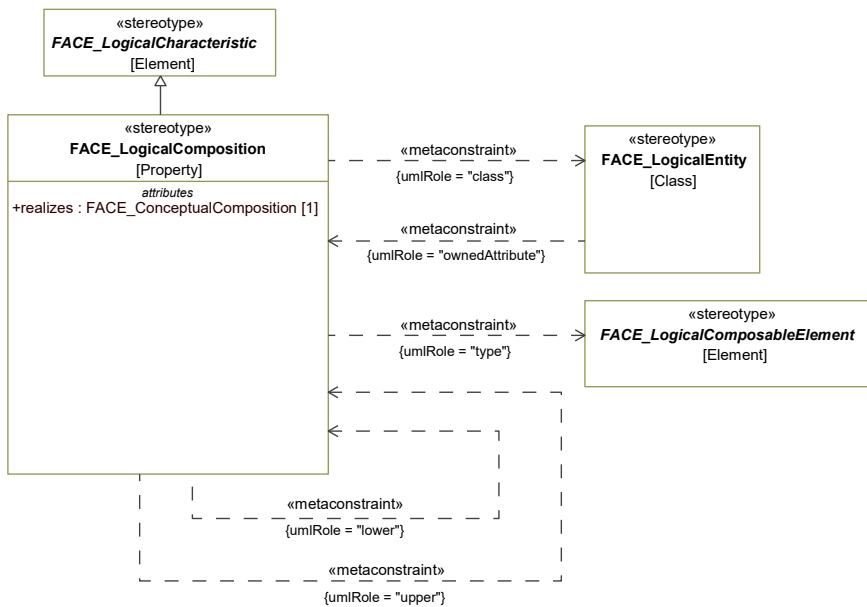 «stereotype»
FACE_LogicalCharacteristic
[Element]
«stereotype»
FACE_LogicalComposition
[Property]
attributes
+realizes : FACE_ConceptualComposition [1]
«metaconstraint»
{umlRole = "class"}
«stereotype»
FACE_LogicalEntity
[Class]
«metaconstraint»
{umlRole = "ownedAttribute"}
«metaconstraint»
{umlRole = "type"}
«stereotype»
FACE_LogicalComposableElement
[Element]
«metaconstraint»
{umlRole = "lower"}
«metaconstraint»
{umlRole = "upper"}